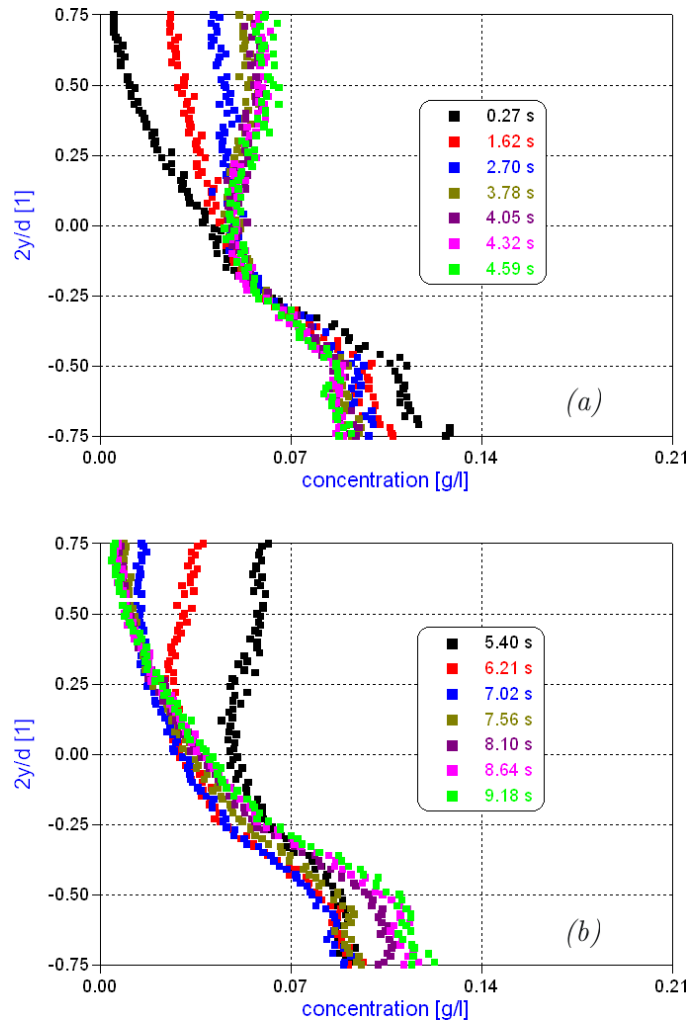 0.75
0.50
0.25
0.00
-0.25
-0.50
-0.75
2y/d [1]
0.27 s
1.62 s
2.70 s
3.78 s
4.05 s
4.32 s
4.59 s
(a)
0.00
0.07
0.14
0.21
concentration [g/l]
0.75
0.50
0.25
0.00
-0.25
-0.50
-0.75
2y/d [1]
5.40 s
6.21 s
7.02 s
7.56 s
8.10 s
8.64 s
9.18 s
(b)
0.00
0.07
0.14
0.21
concentration [g/l]